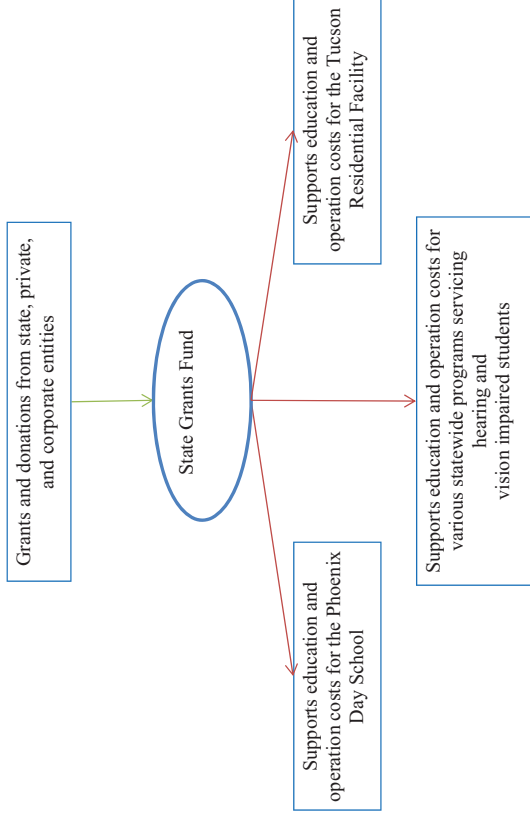 Grants and donations from state, private,
and corporate entities
State Grants Fund
Supports education and
operation costs for the Phoenix
Day School
Supports education and operation costs for
various statewide programs servicing
hearing and
vision impaired students
Supports education and
operation costs for the Tucson
Residential Facility